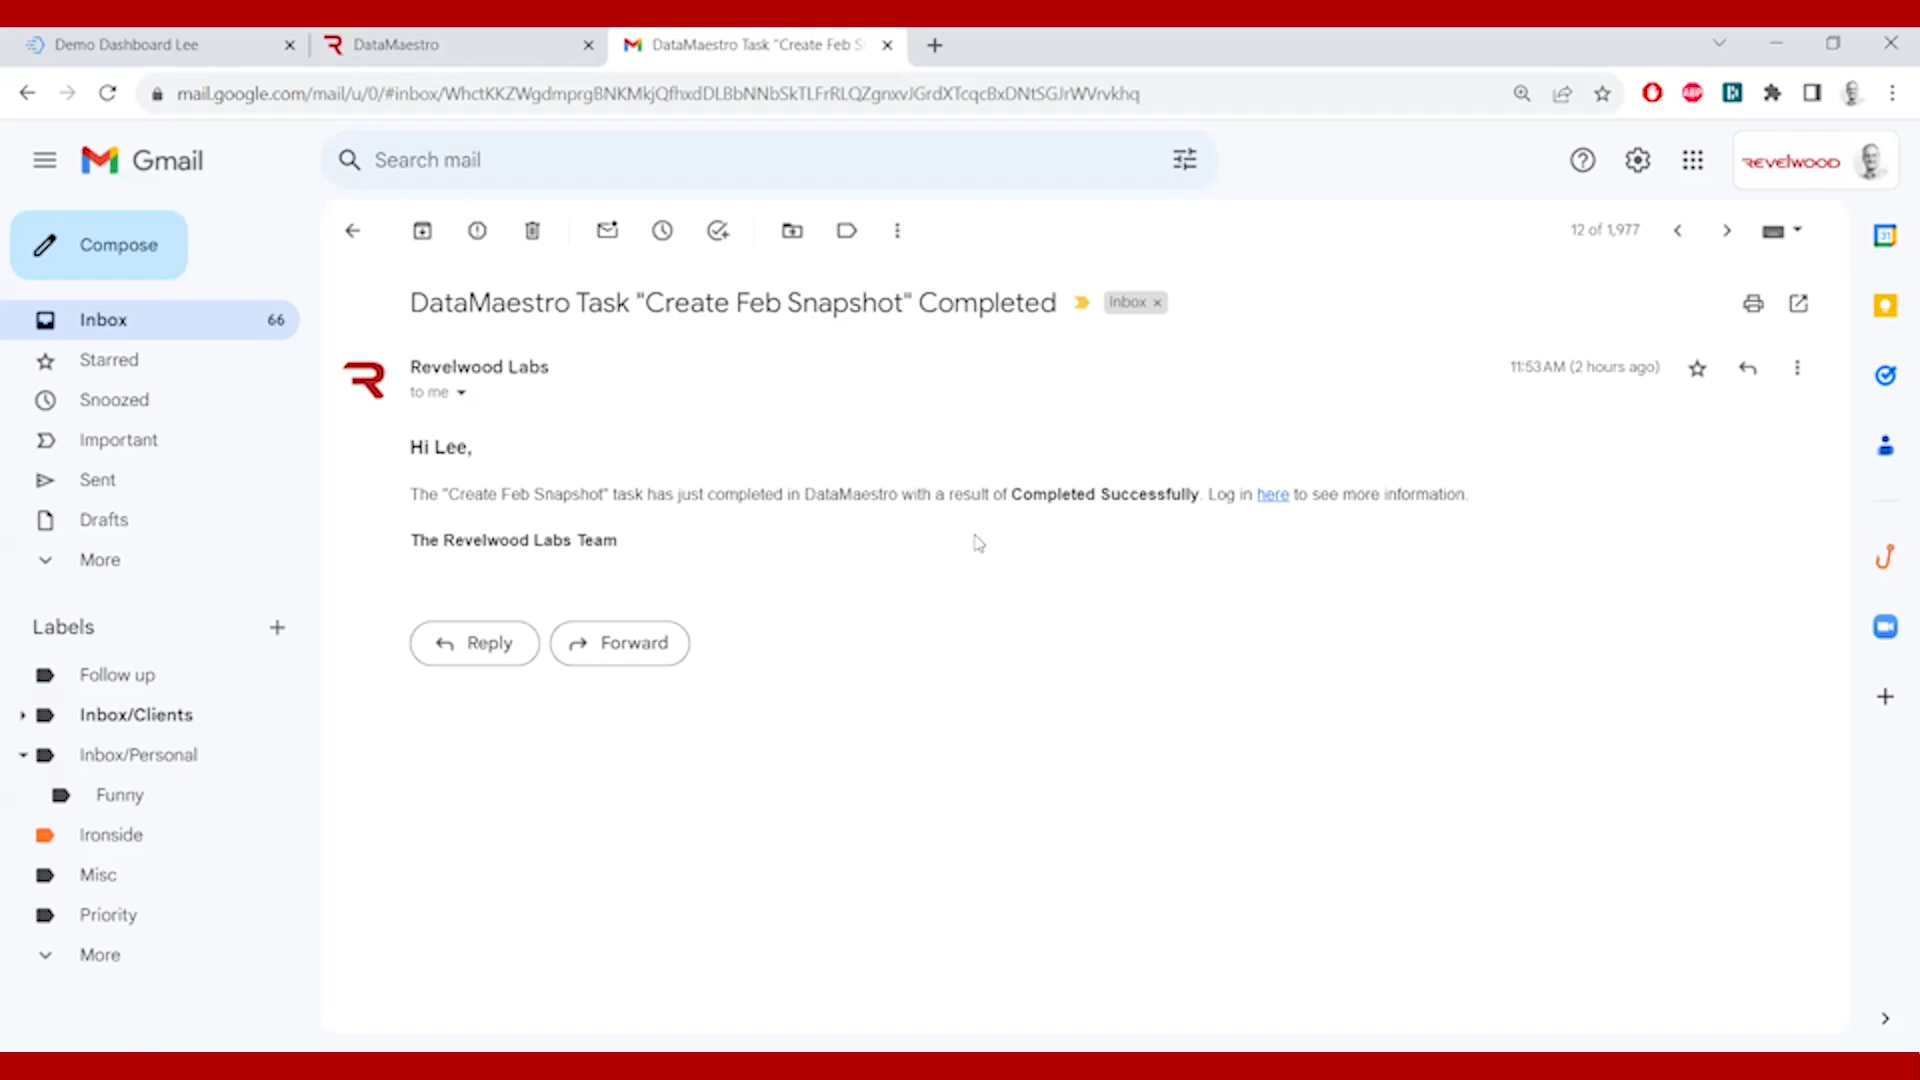 Demo Dashboard Lee
DataMaestro
DataMaestro Task "Create Feb S
mail.google.com/mail/u/0/#inbox/WhctKKZWgdmprgBNKMkjQfhxdDLBbNNbSkTLFrRLQZgnxvJGrdXTcqcBxDNtSGJrWVrvkhq
ABP
Gmail
Search mail
REVELWOOD
Compose
12 of 1,977
31
DataMaestro Task "Create Feb Snapshot" Completed
Inbox ×
Inbox 66
Starred
Snoozed
Important
Sent
Drafts
More
Revelwood Labs
11:53 AM (2 hours ago)
to me
Hi Lee,
The "Create Feb Snapshot" task has just completed in DataMaestro with a result of Completed Successfully. Log in here to see more information.
The Revelwood Labs Team
Reply
Forward
Labels
Follow up
Inbox/Clients
Inbox/Personal
Funny
Ironside
Misc
Priority
More